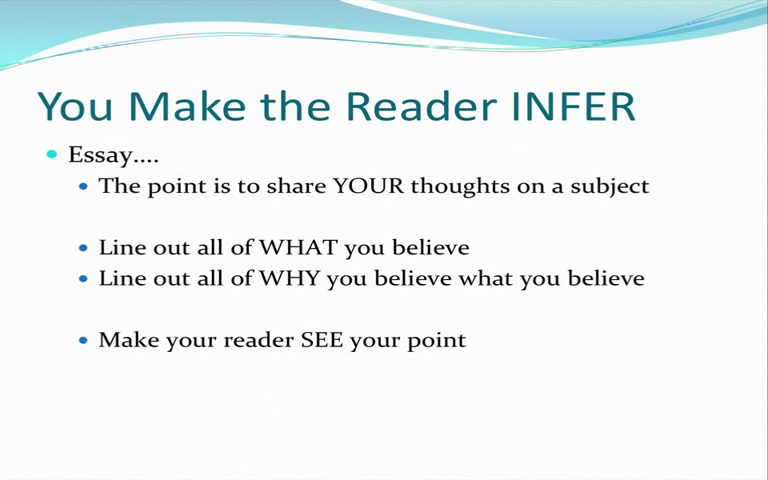 You Make the Reader INFER
Essay....
The point is to share YOUR thoughts on a subject
Line out all of WHAT you believe
Line out all of WHY you believe what you believe
Make your reader SEE your point